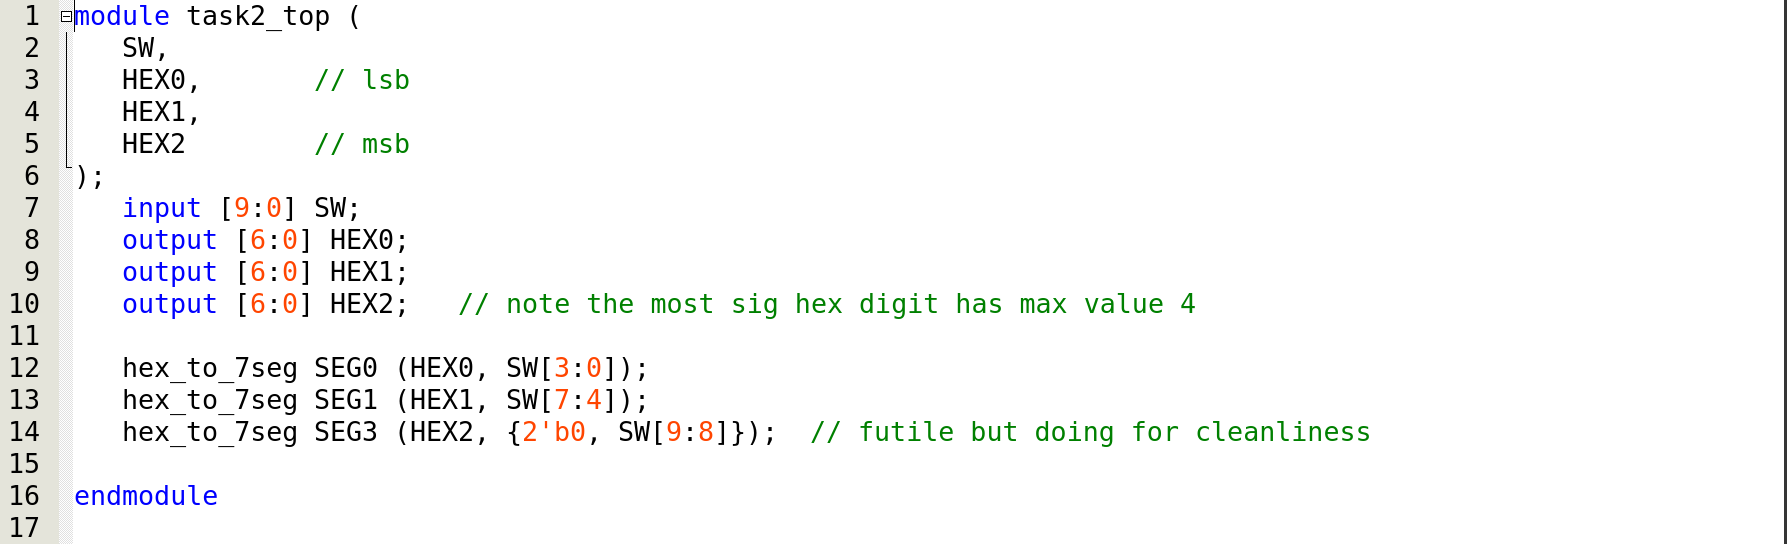 1 module task2_top (
2 SW,
3 HEX0, // lsb
4 HEX1,
5 HEX2 // msb
6 );
7 input [9:0] SW;
8 output [6:0] HEX0;
9 output [6:0] HEX1;
10 output [6:0] HEX2; // note the most sig hex digit has max value 4
11
12 hex_to_7seg SEG0 (HEX0, SW[3:0]);
13 hex_to_7seg SEG1 (HEX1, SW[7:4]);
14 hex_to_7seg SEG3 (HEX2, {2'b0, SW[9:8]}); // futile but doing for cleanliness
15
16 endmodule
17